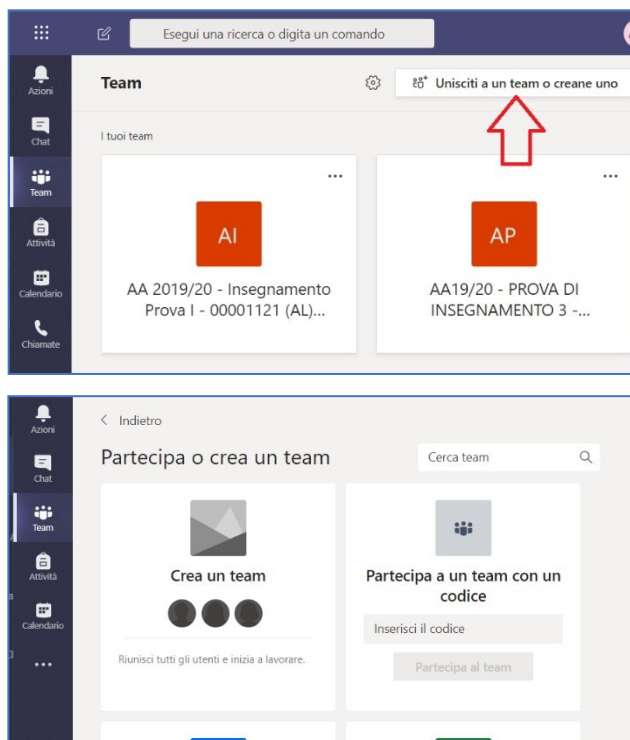 Esegui una ricerca o digita un comando
Azioni
Chat
Team
Attività
Calendario
Chiamate
Team
Unisciti a un team o creane uno
I tuoi team
AI
AA 2019/20 - Insegnamento
Prova I - 00001121 (AL)...
AP
AA19/20 - PROVA DI
INSEGNAMENTO 3 -...
Azioni
Chat
Team
Attività
Calendario
Indietro
Partecipa o crea un team
Cerca team
Crea un team
Riunisci tutti gli utenti e inizia a lavorare.
Partecipa a un team con un
codice
Inserisci il codice
Partecipa al team